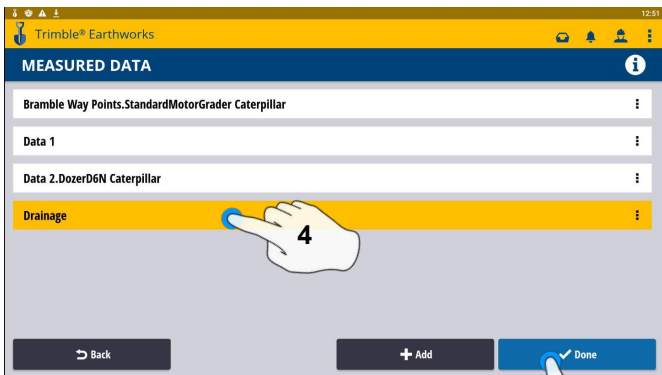 12:51
Trimble® Earthworks
MEASURED DATA
Bramble Way Points.StandardMotorGrader Caterpillar
Data 1
Data 2.DozerD6N Caterpillar
Drainage
4
Back
Add
Done